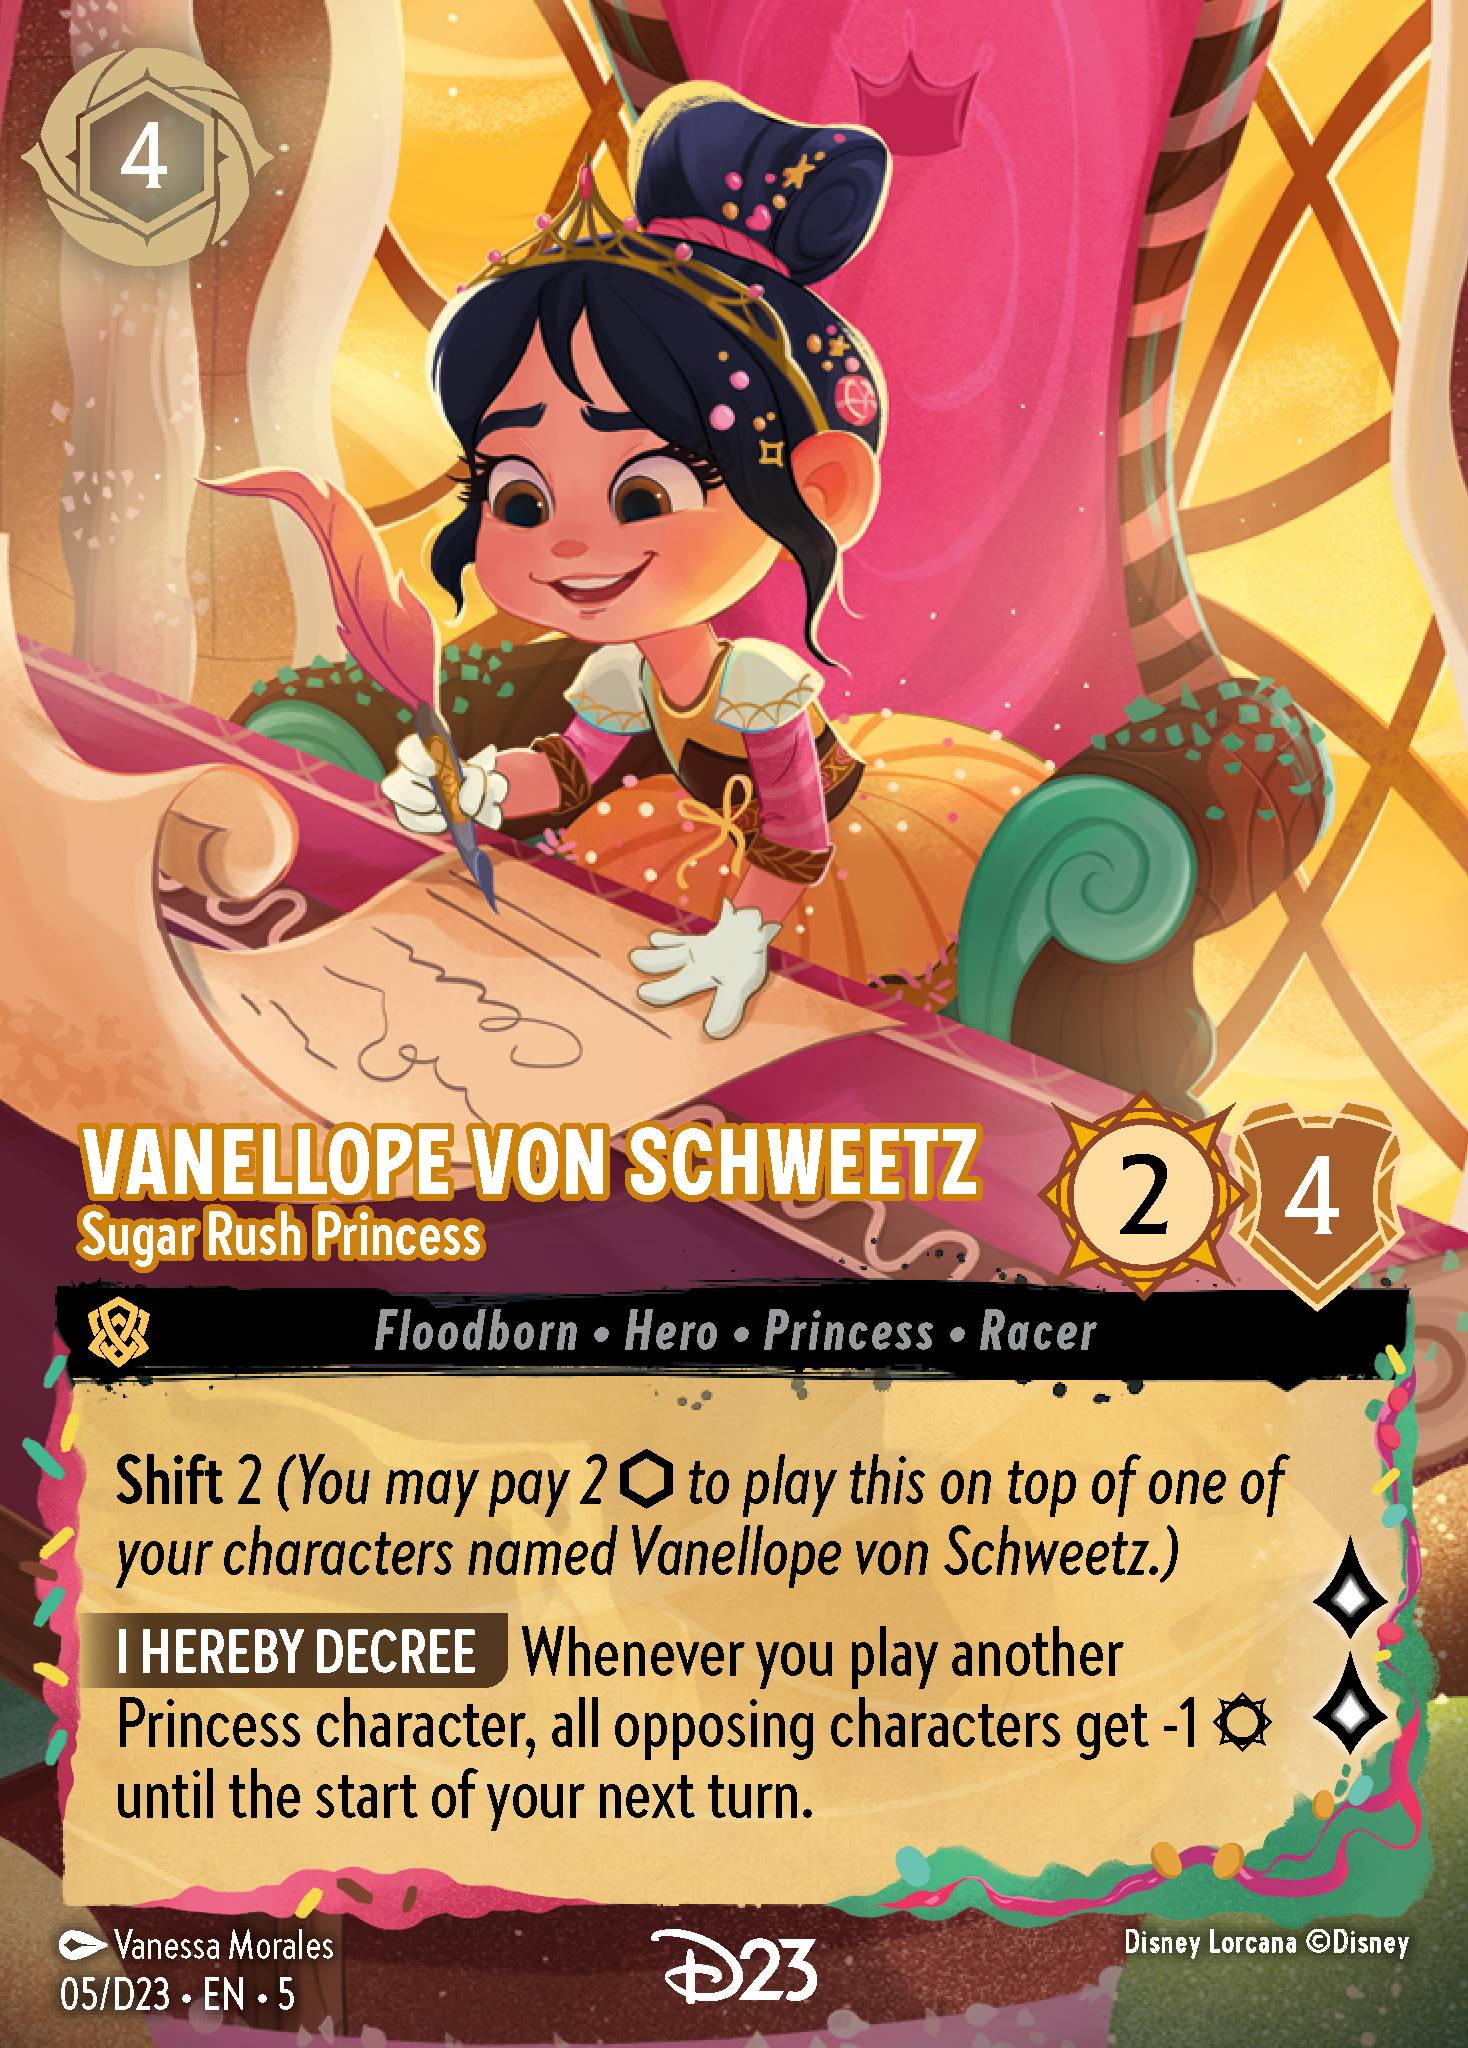 4
VANELLOPE VON SCHWEETZ
Sugar Rush Princess
2
4
Floodborn • Hero • Princess • Racer
Shift 2 (You may pay 2 ⬡ to play this on top of one of
your characters named Vanellope von Schweetz.)
I HEREBY DECREE Whenever you play another
Princess character, all opposing characters get -1
until the start of your next turn.
Vanessa Morales
05/D23 • EN • 5
D23
Disney Lorcana ©Disney